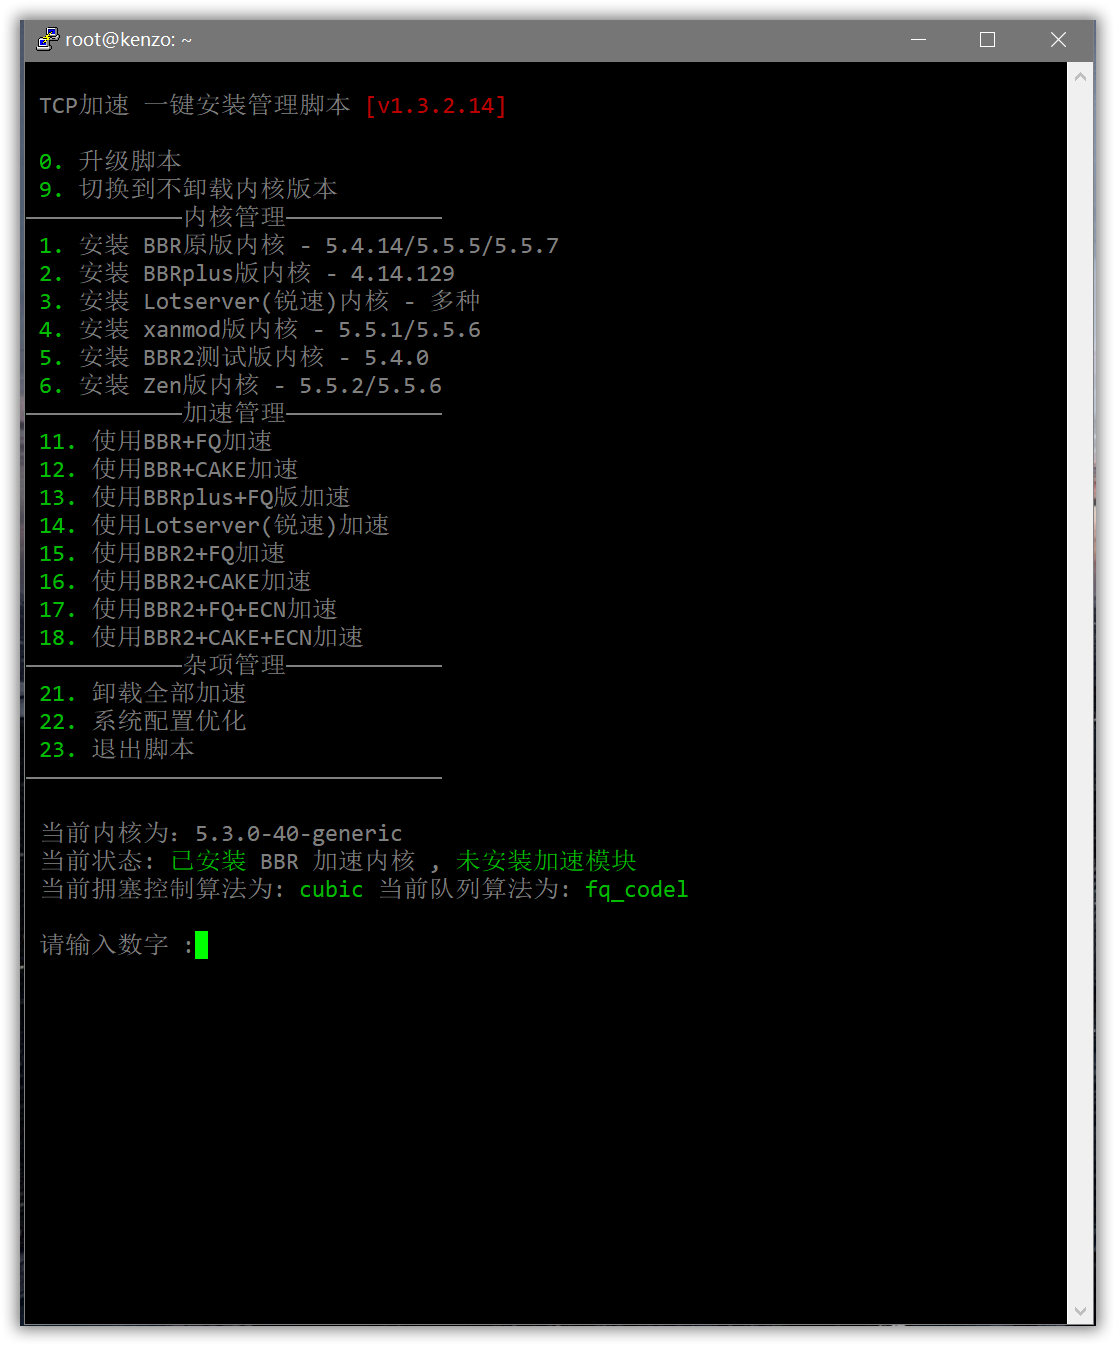 root@kenzo: ~
TCP加速 一键安装管理脚本 [v1.3.2.14]
0. 升级脚本
9. 切换到不卸载内核版本
————————————内核管理————————————
1. 安装 BBR原版内核 - 5.4.14/5.5.5/5.5.7
2. 安装 BBRplus版内核 - 4.14.129
3. 安装 Lotserver(锐速)内核 - 多种
4. 安装 xanmod版内核 - 5.5.1/5.5.6
5. 安装 BBR2测试版内核 - 5.4.0
6. 安装 Zen版内核 - 5.5.2/5.5.6
————————————加速管理————————————
11. 使用BBR+FQ加速
12. 使用BBR+CAKE加速
13. 使用BBRplus+FQ版加速
14. 使用Lotserver(锐速)加速
15. 使用BBR2+FQ加速
16. 使用BBR2+CAKE加速
17. 使用BBR2+FQ+ECN加速
18. 使用BBR2+CAKE+ECN加速
————————————杂项管理————————————
21. 卸载全部加速
22. 系统配置优化
23. 退出脚本
————————————————————————————————
当前内核为：5.3.0-40-generic
当前状态: 已安装 BBR 加速内核 , 未安装加速模块
当前拥塞控制算法为: cubic 当前队列算法为: fq_codel
请输入数字 :